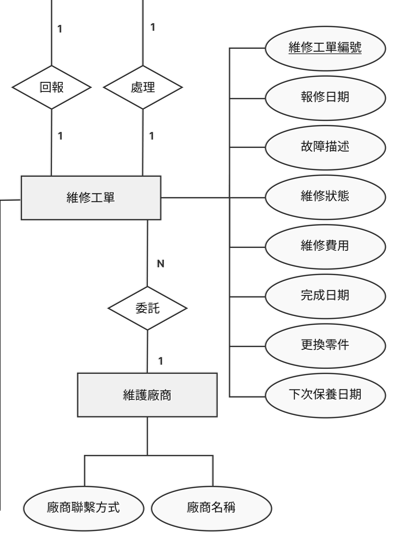 1
1
回報
處理
1
1
維修工單
N
委託
1
維護廠商
廠商聯繫方式
廠商名稱
維修工單編號
報修日期
故障描述
維修狀態
維修費用
完成日期
更換零件
下次保養日期